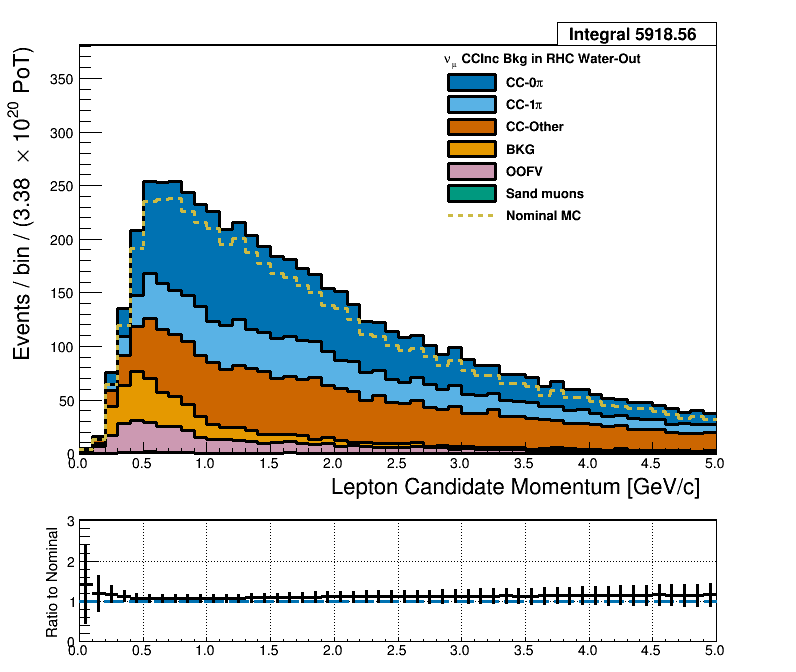 Integral 5918.56
ν_μ CCInc Bkg in RHC Water-Out
CC-0π
CC-1π
CC-Other
BKG
OOFV
Sand muons
Nominal MC
Events / bin / (3.38 × 10^20 PoT)
350
300
250
200
150
100
50
0
0.0 0.5 1.0 1.5 2.0 2.5 3.0 3.5 4.0 4.5 5.0
Lepton Candidate Momentum [GeV/c]
Ratio to Nominal
3
2
1
0
0.0 0.5 1.0 1.5 2.0 2.5 3.0 3.5 4.0 4.5 5.0